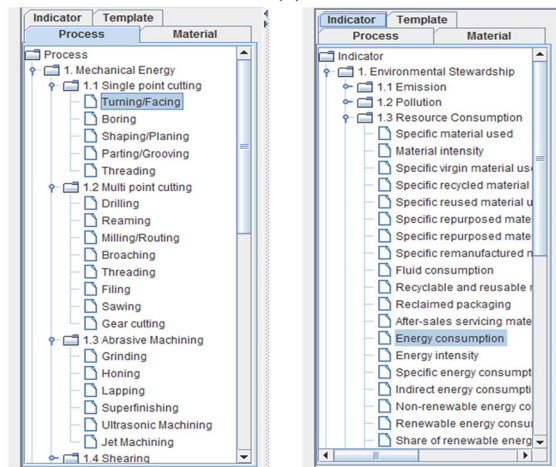 Indicator Template
Process Material
Process
1. Mechanical Energy
1.1 Single point cutting
Turning/Facing
Boring
Shaping/Planing
Parting/Grooving
Threading
1.2 Multi point cutting
Drilling
Reaming
Milling/Routing
Broaching
Threading
Filing
Sawing
Gear cutting
1.3 Abrasive Machining
Grinding
Honing
Lapping
Superfinishing
Ultrasonic Machining
Jet Machining
1.4 Shearing
Indicator Template
Process Material
Indicator
1. Environmental Stewardship
1.1 Emission
1.2 Pollution
1.3 Resource Consumption
Specific material used
Material intensity
Specific virgin material use
Specific recycled material
Specific reused material u
Specific repurposed mate
Specific repurposed mate
Specific remanufactured
Fluid consumption
Recyclable and reusable
Reclaimed packaging
After-sales servicing mate
Energy consumption
Energy intensity
Specific energy consumpt
Indirect energy consumpti
Non-renewable energy co
Renewable energy consu
Share of renewable energ